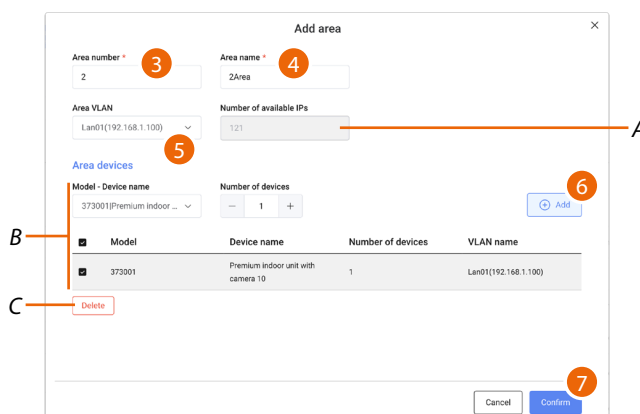 Add area
Area number *
3
Area name *
4
2
2Area
Area VLAN
Number of available IPs
Lan01(192.168.1.100)
121
A
5
Area devices
6
Model - Device name
Number of devices
373001|Premium indoor ...
1
Add
B
Model
Device name
Number of devices
VLAN name
373001
Premium indoor unit with
camera 10
1
Lan01(192.168.1.100)
C
Delete
7
Cancel
Confirm